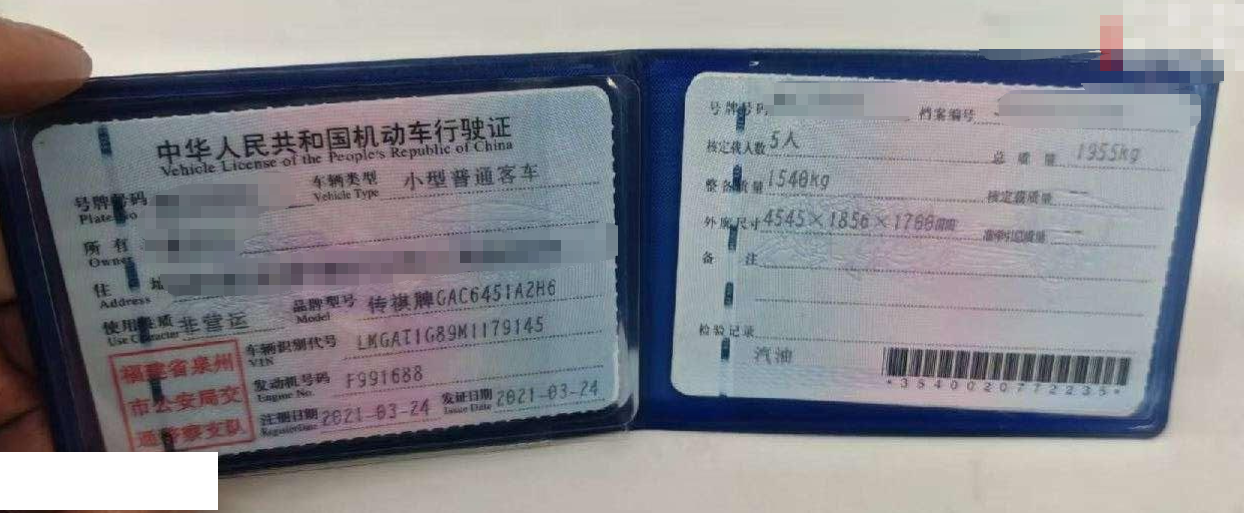 中华人民共和国机动车行驶证
Vehicle License of the People's Republic of China
号牌号码
Plate No
车辆类型 小型普通客车
Vehicle Type
所有
Owner
住 址
Address
使用性质 非营运
Use Character
品牌型号 传祺牌GAC6451A2H6
Model
车辆识别代号 LMGAT1G89M1179145
VIN
发动机号码 F991688
Engine No.
注册日期 2021-03-24
Register Date
发证日期 2021-03-24
Issue Date
福建省泉州
市公安局交
通警察支队
号牌号码 档案编号
核定载人数 5人 总质量 1955kg
整备质量 1540kg 核定载质量
外廓尺寸 4545×1856×1700mm 准牵引总质量
备 注
检验记录
汽油
*3540020772235*